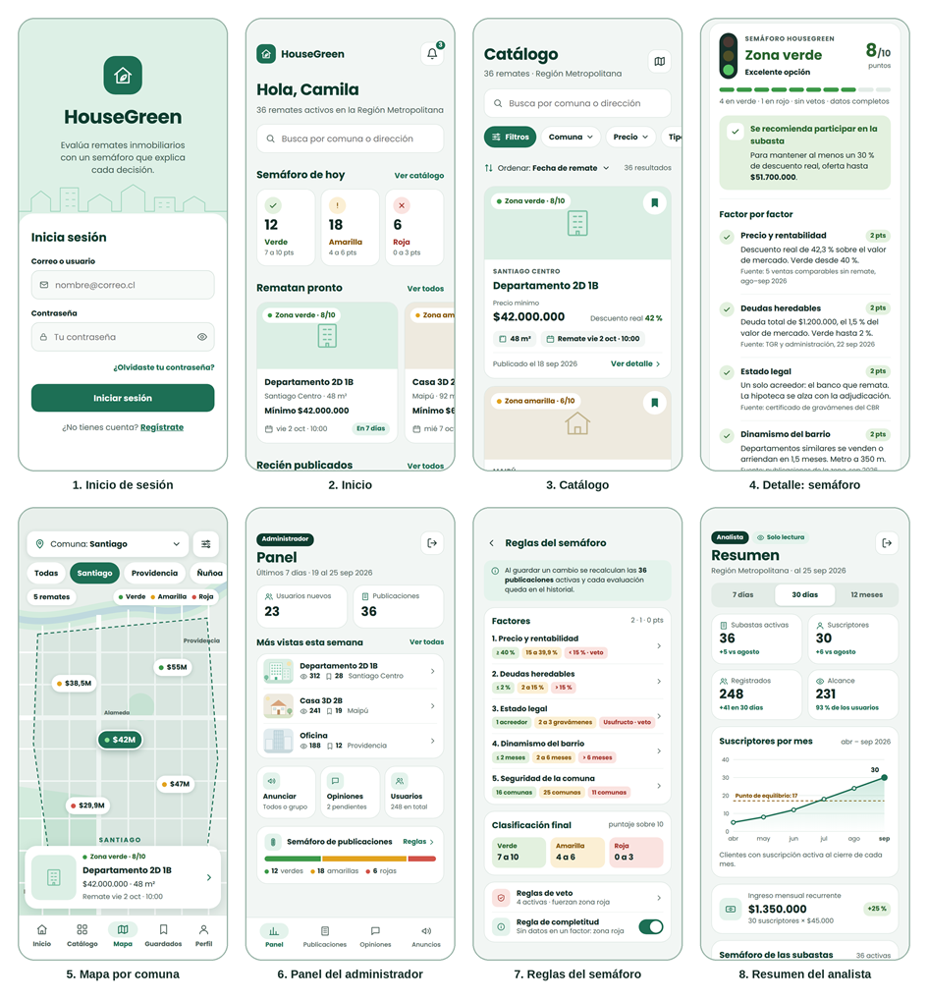 HouseGreen
Evalúa remates inmobiliarios
con un semáforo que explica
cada decisión.
Inicia sesión
Correo o usuario
nombre@correo.cl
Contraseña
Tu contraseña
¿Olvidaste tu contraseña?
Iniciar sesión
¿No tienes cuenta? Regístrate
1. Inicio de sesión
HouseGreen
3
Hola, Camila
36 remates activos en la Región Metropolitana
Busca por comuna o dirección
Semáforo de hoy Ver catálogo
12 18 6
Verde Amarilla Roja
7 a 10 pts 4 a 6 pts 0 a 3 pts
Rematan pronto Ver todos
Zona verde · 8/10 Zona am
Departamento 2D 1B Casa 3D 2
Santiago Centro · 48 m² Maipú · 92 m
Mínimo $42.000.000 Mínimo $6
vie 2 oct · 10:00 En 7 días mié 7 oc
Recién publicados Ver todos
2. Inicio
Catálogo
36 remates · Región Metropolitana
Busca por comuna o dirección
Filtros Comuna Precio Tip
Ordenar: Fecha de remate 36 resultados
Zona verde · 8/10
SANTIAGO CENTRO
Departamento 2D 1B
Precio mínimo
$42.000.000 Descuento real 42 %
48 m² Remate vie 2 oct · 10:00
Publicado el 18 sep 2026 Ver detalle
Zona amarilla · 6/10
3. Catálogo
SEMÁFORO HOUSEGREEN
Zona verde 8/10
Excelente opción puntos
4 en verde · 1 en rojo · sin vetos · datos completos
Se recomienda participar en la
subasta
Para mantener al menos un 30 %
de descuento real, oferta hasta
$51.700.000.
Factor por factor
Precio y rentabilidad 2 pts
Descuento real de 42,3 % sobre el valor
de mercado. Verde desde 40 %.
Fuente: 5 ventas comparables sin remate,
ago–sep 2026
Deudas heredables 2 pts
Deuda total de $1.200.000, el 1,5 % del
valor de mercado. Verde hasta 2 %.
Fuente: TGR y administración, 22 sep 2026
Estado legal 2 pts
Un solo acreedor: el banco que remata.
La hipoteca se alza con la adjudicación.
Fuente: certificado de gravámenes del CBR
Dinamismo del barrio 2 pts
Departamentos similares se venden o
arriendan en 1,5 meses. Metro a 350 m.
4. Detalle: semáforo
Comuna: Santiago
Todas Santiago Providencia Ñuñoa
5 remates Verde Amarilla Roja
Providencia
$55M
$38,5M
Alameda
$42M
$47M
$29,9M
SANTIAGO
Zona verde · 8/10
Departamento 2D 1B
$42.000.000 · 48 m²
Remate vie 2 oct · 10:00
Inicio Catálogo Mapa Guardados Perfil
5. Mapa por comuna
Administrador
Panel
Últimos 7 días · 19 al 25 sep 2026
Usuarios nuevos Publicaciones
23 36
Más vistas esta semana Ver todas
Departamento 2D 1B
312 28 Santiago Centro
Casa 3D 2B
241 19 Maipú
Oficina
188 12 Providencia
Anunciar Opiniones Usuarios
Todos o grupo 2 pendientes 248 en total
Semáforo de publicaciones Reglas
12 verdes 18 amarillas 6 rojas
Panel Publicaciones Opiniones Anuncios
6. Panel del administrador
Reglas del semáforo
Al guardar un cambio se recalculan las 36
publicaciones activas y cada evaluación
queda en el historial.
Factores 2 · 1 · 0 pts
1. Precio y rentabilidad
≥ 40 % 15 a 39,9 % < 15 % · veto
2. Deudas heredables
≤ 2 % 2 a 15 % > 15 %
3. Estado legal
1 acreedor 2 a 3 gravámenes Usufructo · veto
4. Dinamismo del barrio
≤ 2 meses 2 a 6 meses > 6 meses
5. Seguridad de la comuna
16 comunas 25 comunas 11 comunas
Clasificación final puntaje sobre 10
Verde Amarilla Roja
7 a 10 4 a 6 0 a 3
Reglas de veto
4 activas · fuerzan zona roja
Regla de completitud
Sin datos en un factor: zona roja
7. Reglas del semáforo
Analista Solo lectura
Resumen
Región Metropolitana · al 25 sep 2026
7 días 30 días 12 meses
Subastas activas Suscriptores
36 30
+5 vs agosto +6 vs agosto
Registrados Alcance
248 231
+41 en 30 días 93 % de los usuarios
Suscriptores por mes abr – sep 2026
40
30
30
Punto de equilibrio: 17
20
10
0
abr may jun jul ago sep
Clientes con suscripción activa al cierre de cada
mes.
Ingreso mensual recurrente
$1.350.000 +25 %
30 suscriptores × $45.000
Semáforo de las subastas 36 activas
8. Resumen del analista